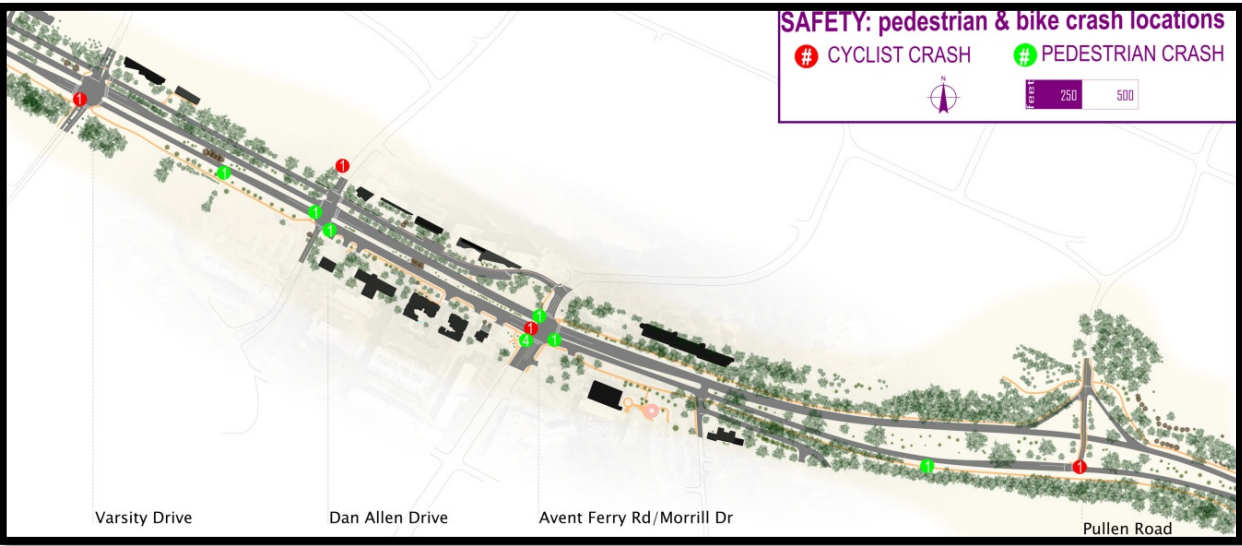 SAFETY: pedestrian & bike crash locations
# CYCLIST CRASH # PEDESTRIAN CRASH
N
feet 250 500
1
1
1
1
1
1
1
4 1
1 1
Varsity Drive Dan Allen Drive Avent Ferry Rd/Morrill Dr
Pullen Road